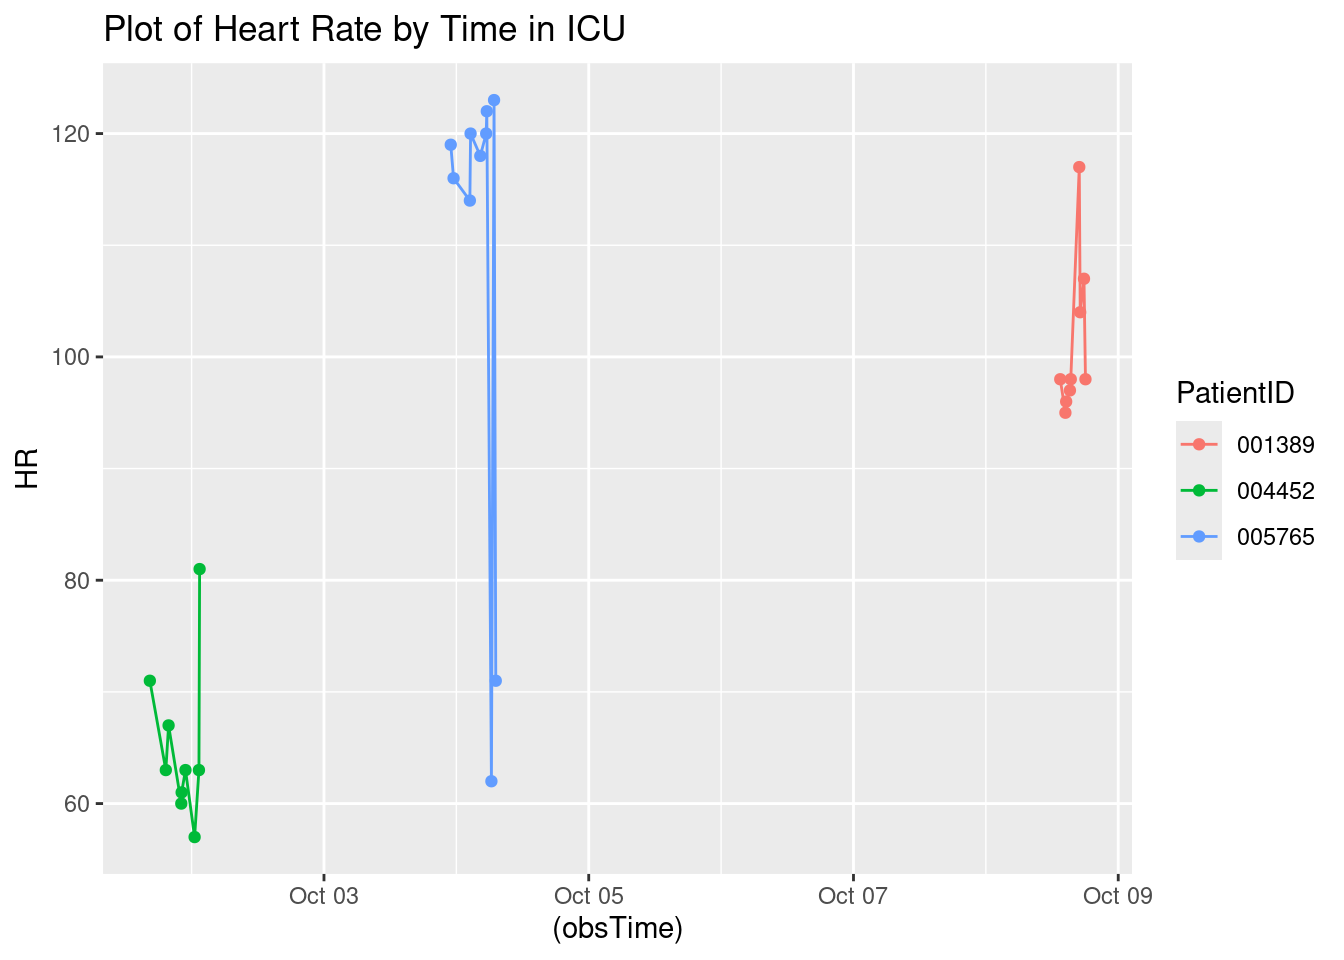 Plot of Heart Rate by Time in ICU
120
100
80
60
HR
Oct 03
Oct 05
Oct 07
Oct 09
(obsTime)
PatientID
001389
004452
005765